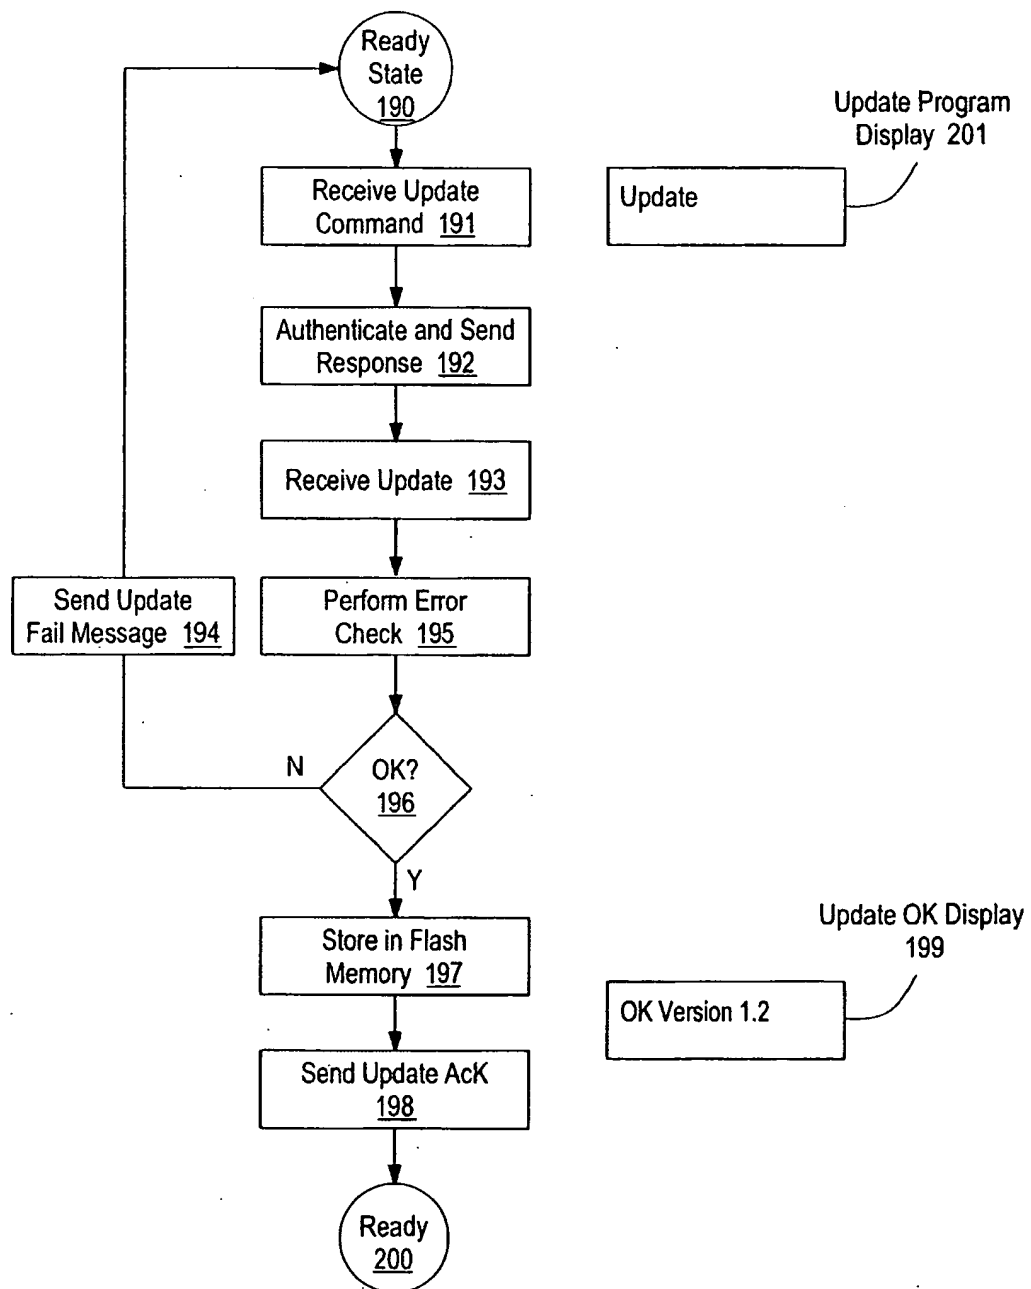 Ready
State
190
Update Program
Display 201
Receive Update
Command 191
Update
Authenticate and Send
Response 192
Receive Update 193
Send Update
Fail Message 194
Perform Error
Check 195
N
OK?
196
Y
Update OK Display
199
Store in Flash
Memory 197
OK Version 1.2
Send Update AcK
198
Ready
200